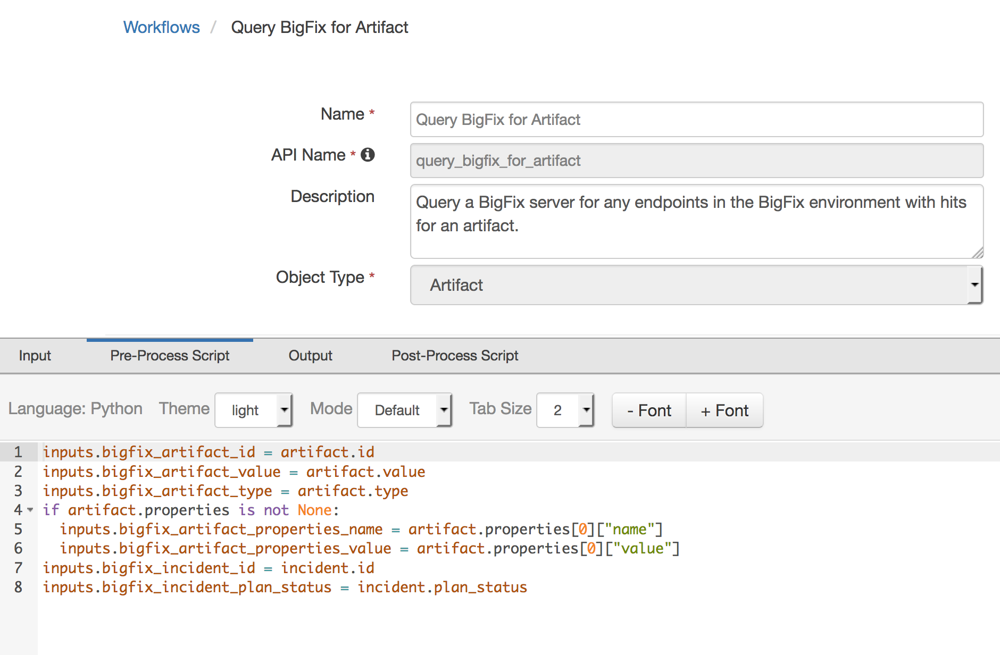 Workflows / Query BigFix for Artifact
Name *
Query BigFix for Artifact
API Name *
query_bigfix_for_artifact
Description
Query a BigFix server for any endpoints in the BigFix environment with hits
for an artifact.
Object Type *
Artifact
Input Pre-Process Script Output Post-Process Script
Language: Python Theme light Mode Default Tab Size 2 - Font + Font
1 inputs.bigfix_artifact_id = artifact.id
2 inputs.bigfix_artifact_value = artifact.value
3 inputs.bigfix_artifact_type = artifact.type
4 if artifact.properties is not None:
5   inputs.bigfix_artifact_properties_name = artifact.properties[0]["name"]
6   inputs.bigfix_artifact_properties_value = artifact.properties[0]["value"]
7 inputs.bigfix_incident_id = incident.id
8 inputs.bigfix_incident_plan_status = incident.plan_status